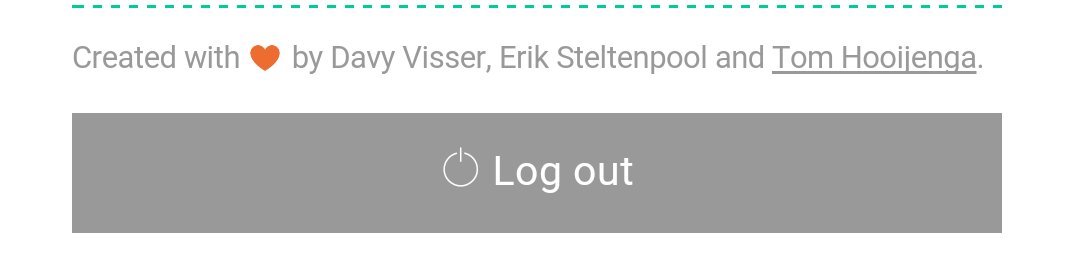 Created with 🧡 by Davy Visser, Erik Steltenpool and Tom Hooijenga.
Log out